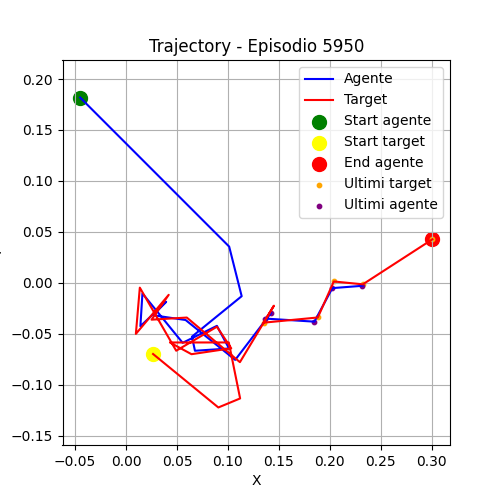 Trajectory - Episodio 5950
Agente
Target
Start agente
Start target
End agente
Ultimi target
Ultimi agente
0.20
0.15
0.10
0.05
0.00
−0.05
−0.10
−0.15
−0.05
0.00
0.05
0.10
0.15
0.20
0.25
0.30
X